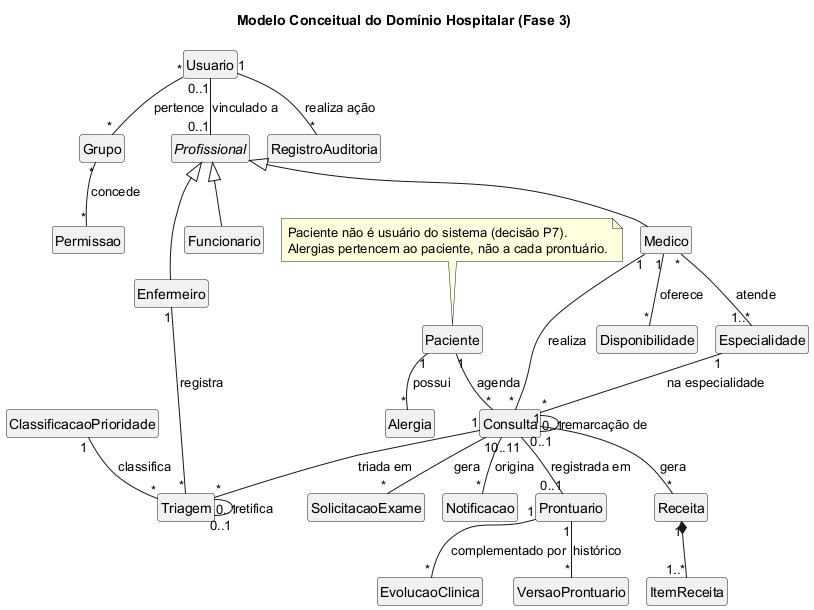 Modelo Conceitual do Domínio Hospitalar (Fase 3)
Usuario
* 1
0..1
pertence
vinculado a
realiza ação
* 0..1 *
Grupo
Profissional
RegistroAuditoria
*
concede
*
Permissao
Funcionario
Paciente não é usuário do sistema (decisão P7).
Alergias pertencem ao paciente, não a cada prontuário.
Medico
1 1 *
Enfermeiro
1
oferece
atende
* 1..*
realiza
Paciente
Disponibilidade
Especialidade
1 1 1
registra
possui
agenda
na especialidade
* * * *
ClassificacaoPrioridade
Alergia
Consulta
remarcação de
1
0..1
1
classifica
triada em
gera
origina
registrada em
gera
* * * * * 0..1 *
Triagem
retifica
0..1
SolicitacaoExame
Notificacao
Prontuario
Receita
1 1 1
complementado por
histórico
* * 1..*
EvolucaoClinica
VersaoProntuario
ItemReceita